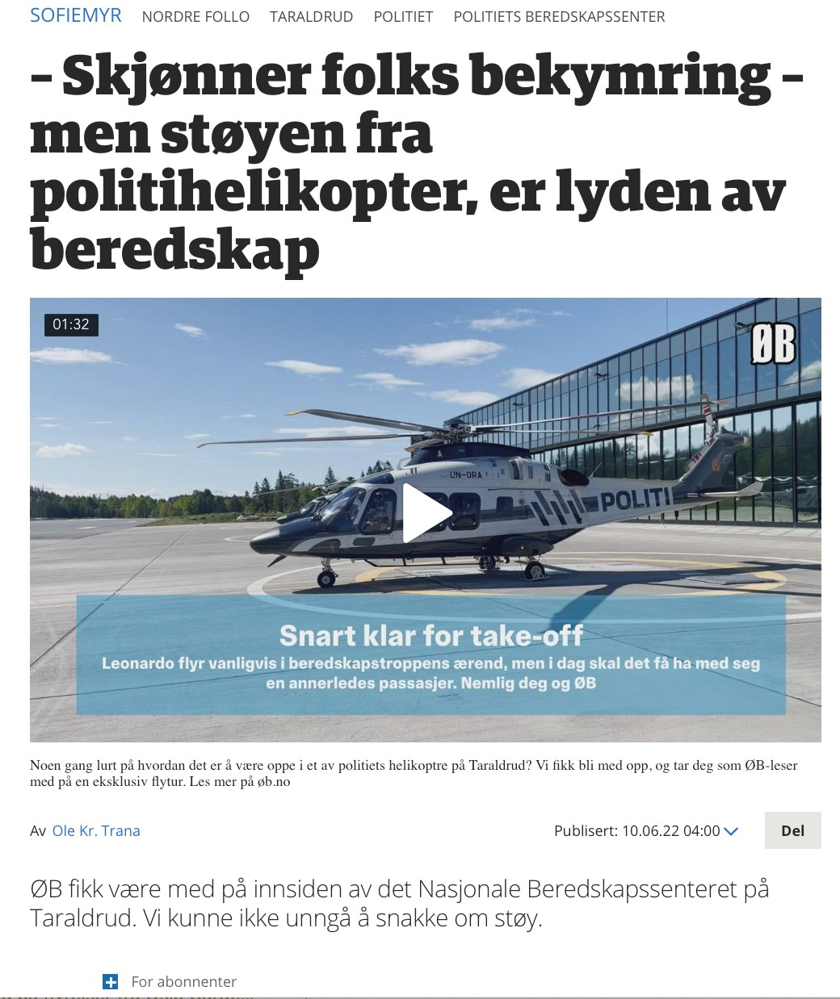 SOFIEMYR NORDRE FOLLO TARALDRUD POLITIET POLITIETS BEREDSKAPSSENTER
– Skjønner folks bekymring –
men støyen fra
politihelikopter, er lyden av
beredskap
01:32
ØB
A
LN-ORA
POLITI
Snart klar for take-off
Leonardo flyr vanligvis i beredskapstroppens ærend, men i dag skal det få ha med seg
en annerledes passasjer. Nemlig deg og ØB
Noen gang lurt på hvordan det er å være oppe i et av politiets helikoptre på Taraldrud? Vi fikk bli med opp, og tar deg som ØB-leser
med på en eksklusiv flytur. Les mer på øb.no
Av Ole Kr. Trana
Publisert: 10.06.22 04:00
Del
ØB fikk være med på innsiden av det Nasjonale Beredskapssenteret på
Taraldrud. Vi kunne ikke unngå å snakke om støy.
For abonnenter